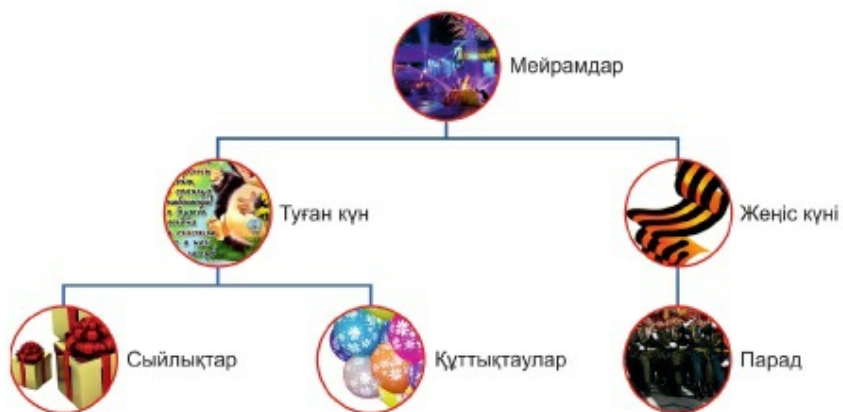 Мейрамдар
Туған күн
Жеңіс күні
Сыйлықтар
Құттықтаулар
Парад